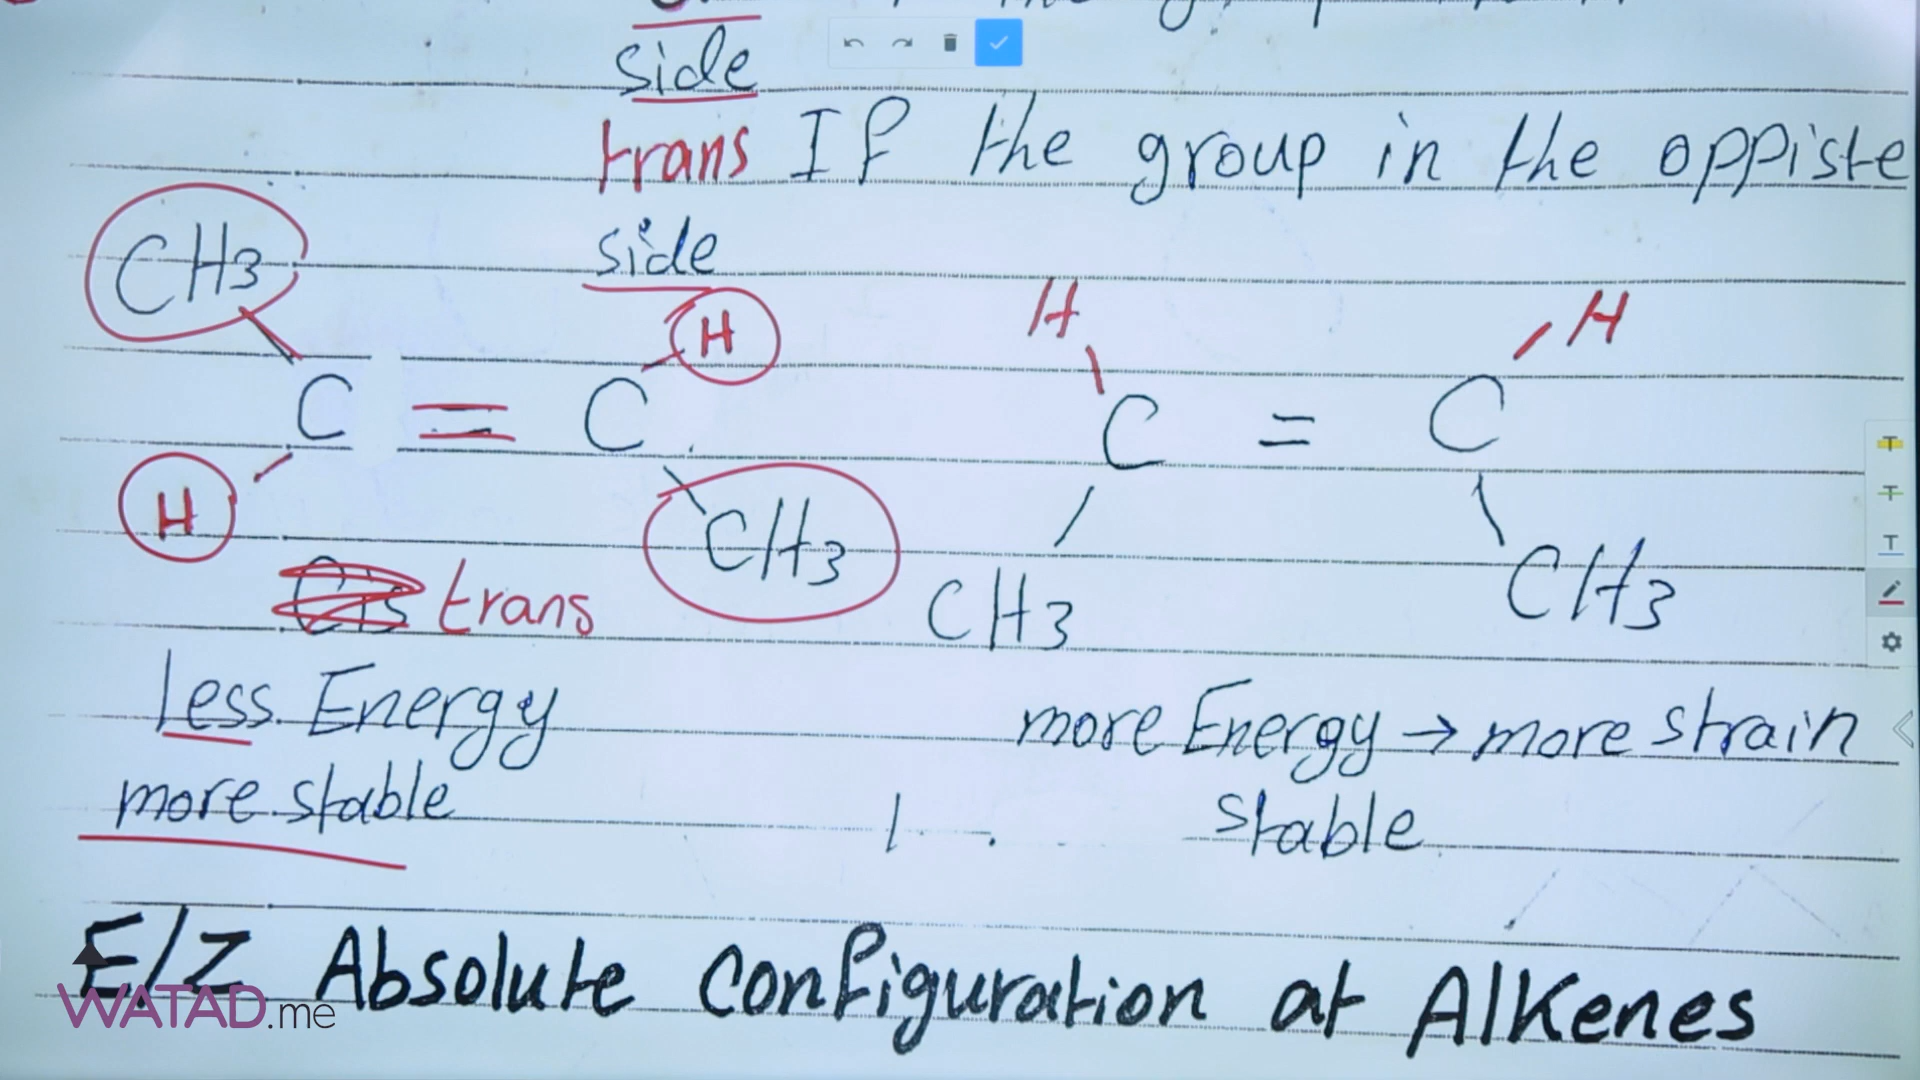 side
trans If the group in the oppiste
side
CH3
H
H
H
C = C
C = C
H
CH3
CH3
CH3
Cis trans
less Energy
more Energy → more strain
more stable
stable
E/Z Absolute configuration at Alkenes
WATAD.me